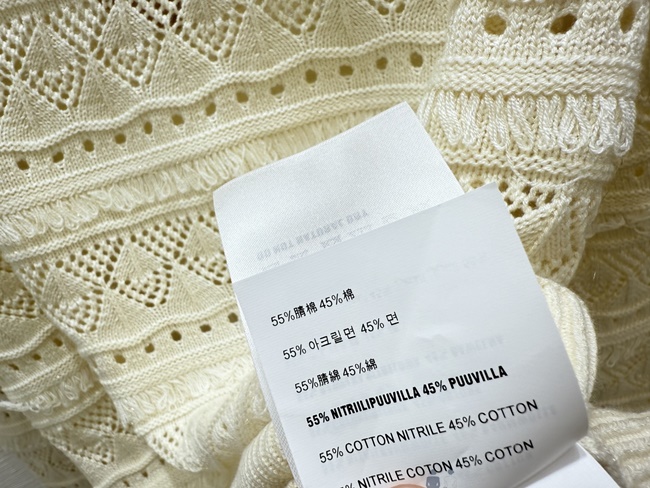 55%腈棉 45%棉
55% 아크릴면 45% 면
55%腈綿 45%綿
55% NITRIILIPUUVILLA 45% PUUVILLA
55% COTTON NITRILE 45% COTTON
NITRILE COTON 45% COTON